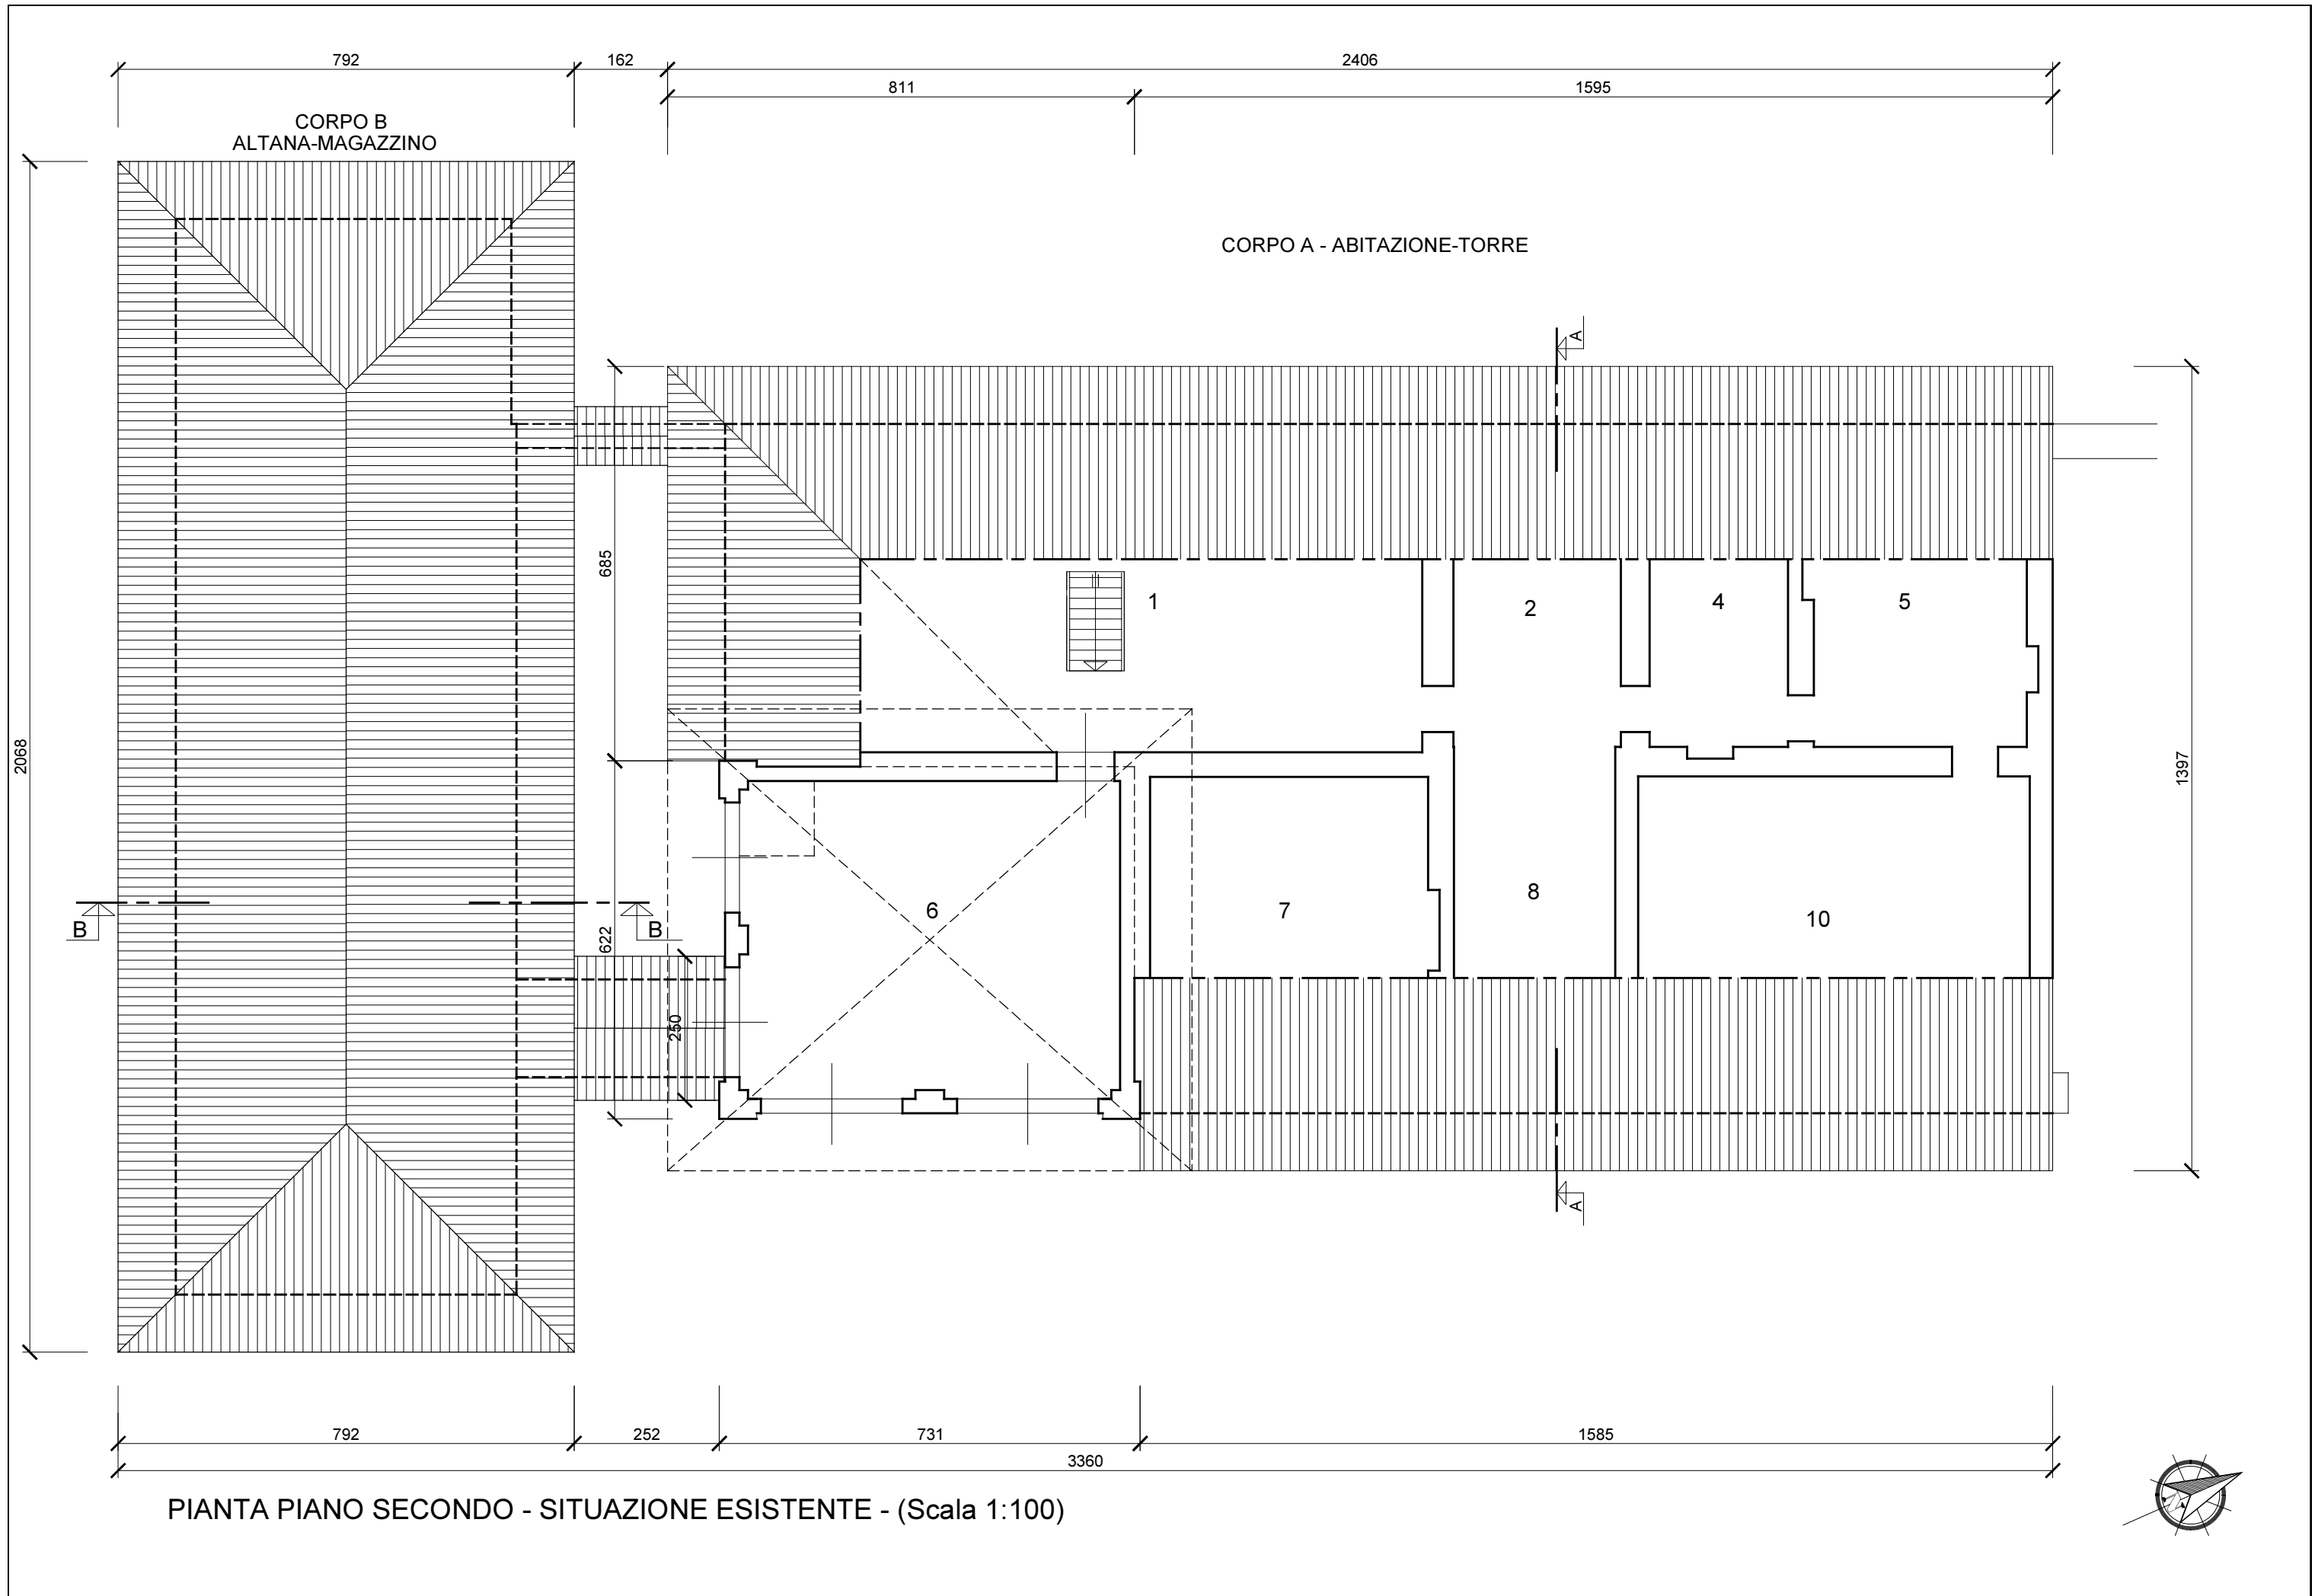 792
162
2406
811
1595
CORPO B
ALTANA-MAGAZZINO
CORPO A - ABITAZIONE-TORRE
A
685
1
2
4
5
2068
1397
6
7
8
10
B
B
622
250
A
792
252
731
1585
3360
PIANTA PIANO SECONDO - SITUAZIONE ESISTENTE - (Scala 1:100)